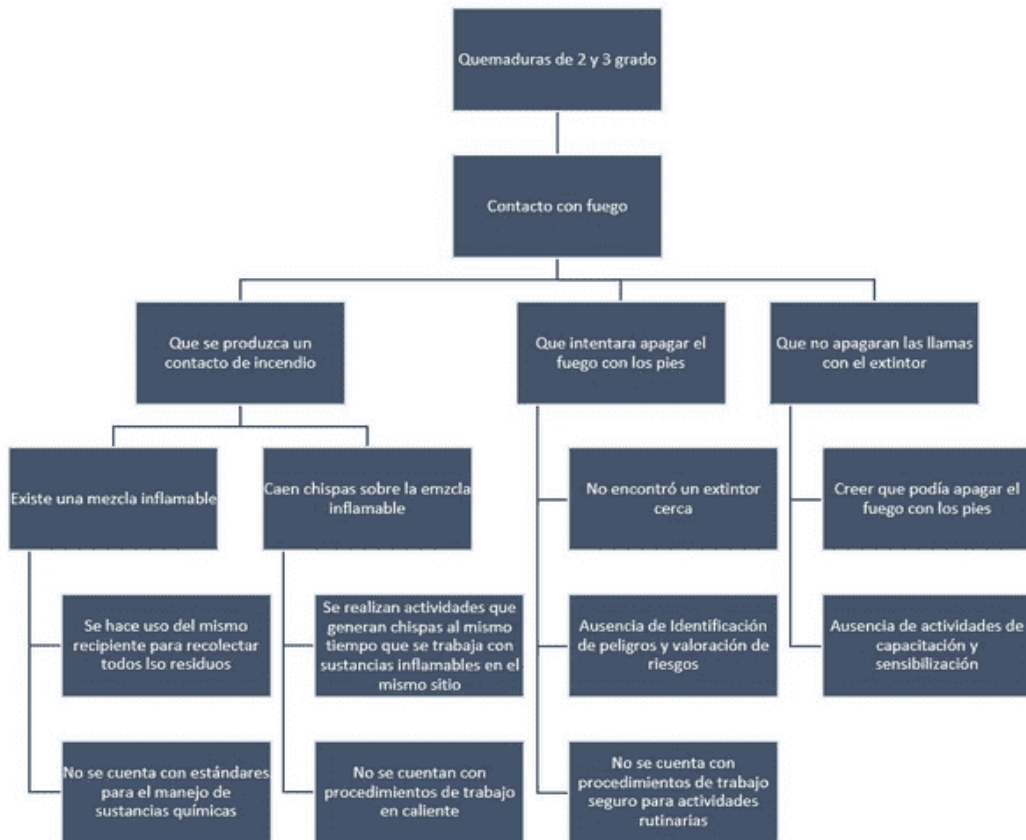 Quemaduras de 2 y 3 grado
Contacto con fuego
Que se produzca un
contacto de incendio
Que intentara apagar el
fuego con los pies
Que no apagaran las llamas
con el extintor
Existe una mezcla inflamable
Caen chispas sobre la emzcla
inflamable
No encontró un extintor
cerca
Creer que podía apagar el
fuego con los pies
Se hace uso del mismo
recipiente para recolectar
todos lso residuos
Se realizan actividades que
generan chispas al mismo
tiempo que se trabaja con
sustancias inflamables en el
mismo sitio
Ausencia de Identificación
de peligros y valoración de
riesgos
Ausencia de actividades de
capacitación y
sensibilización
No se cuenta con estándares
para el manejo de
sustancias químicas
No se cuentan con
procedimientos de trabajo
en caliente
No se cuenta con
procedimientos de trabajo
seguro para actividades
rutinarias